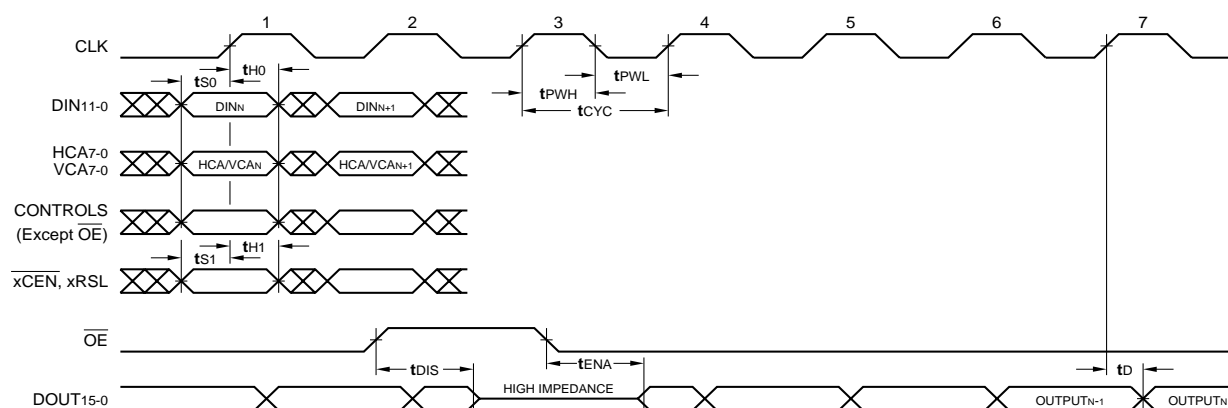 1 2 3 4 5 6 7
CLK
tS0 tH0
tPWH tPWL
tCYC
DIN11-0 DINN DINN+1
HCA7-0
VCA7-0
HCA/VCAN HCA/VCAN+1
CONTROLS
(Except OE)
tS1 tH1
xCEN, xRSL
OE
tDIS tENA tD
DOUT15-0 HIGH IMPEDANCE OUTPUTN-1 OUTPUTN